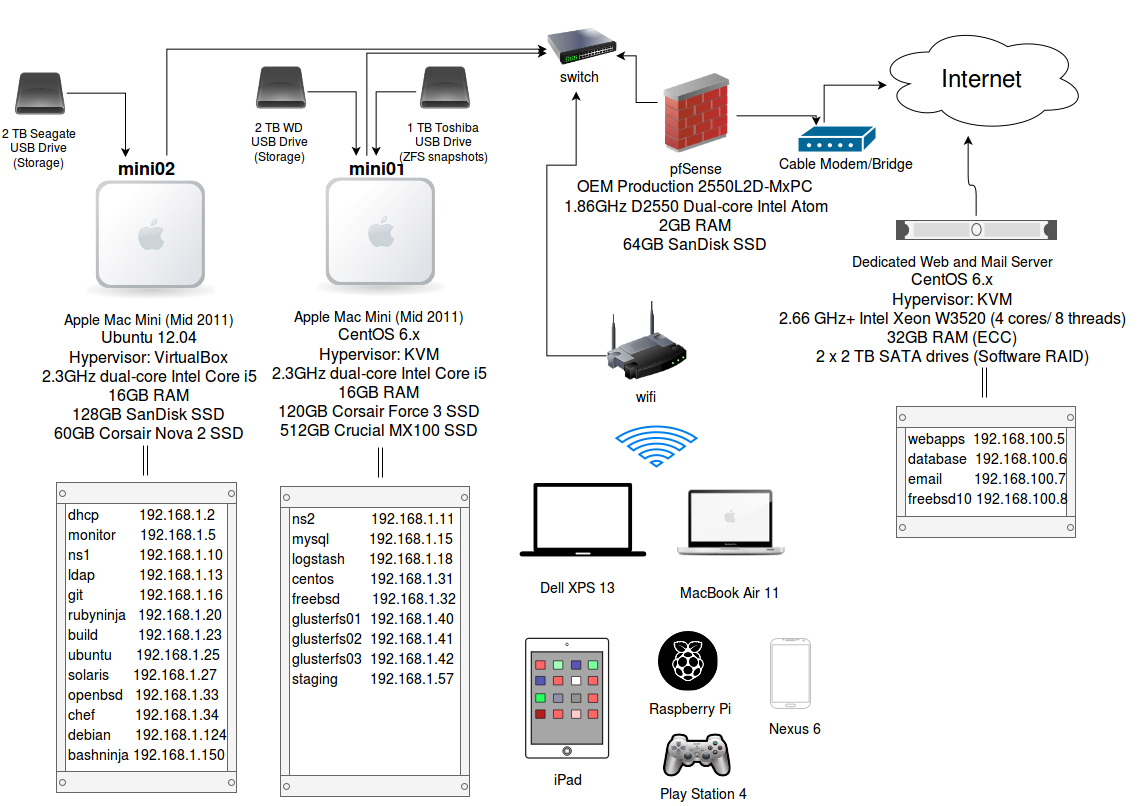 switch
Internet
2 TB Seagate
USB Drive
(Storage)
2 TB WD
USB Drive
(Storage)
1 TB Toshiba
USB Drive
(ZFS snapshots)
mini02
mini01
Cable Modem/Bridge
pfSense
OEM Production 2550L2D-MxPC
1.86GHz D2550 Dual-core Intel Atom
2GB RAM
64GB SanDisk SSD
Dedicated Web and Mail Server
CentOS 6.x
Hypervisor: KVM
2.66 GHz+ Intel Xeon W3520 (4 cores/ 8 threads)
32GB RAM (ECC)
2 x 2 TB SATA drives (Software RAID)
Apple Mac Mini (Mid 2011)
Ubuntu 12.04
Hypervisor: VirtualBox
2.3GHz dual-core Intel Core i5
16GB RAM
128GB SanDisk SSD
60GB Corsair Nova 2 SSD
Apple Mac Mini (Mid 2011)
CentOS 6.x
Hypervisor: KVM
2.3GHz dual-core Intel Core i5
16GB RAM
120GB Corsair Force 3 SSD
512GB Crucial MX100 SSD
wifi
webapps 192.168.100.5
database 192.168.100.6
email 192.168.100.7
freebsd10 192.168.100.8
dhcp 192.168.1.2
monitor 192.168.1.5
ns1 192.168.1.10
ldap 192.168.1.13
git 192.168.1.16
rubyninja 192.168.1.20
build 192.168.1.23
ubuntu 192.168.1.25
solaris 192.168.1.27
openbsd 192.168.1.33
chef 192.168.1.34
debian 192.168.1.124
bashninja 192.168.1.150
ns2 192.168.1.11
mysql 192.168.1.15
logstash 192.168.1.18
centos 192.168.1.31
freebsd 192.168.1.32
glusterfs01 192.168.1.40
glusterfs02 192.168.1.41
glusterfs03 192.168.1.42
staging 192.168.1.57
Dell XPS 13
MacBook Air 11
iPad
Raspberry Pi
Nexus 6
Play Station 4